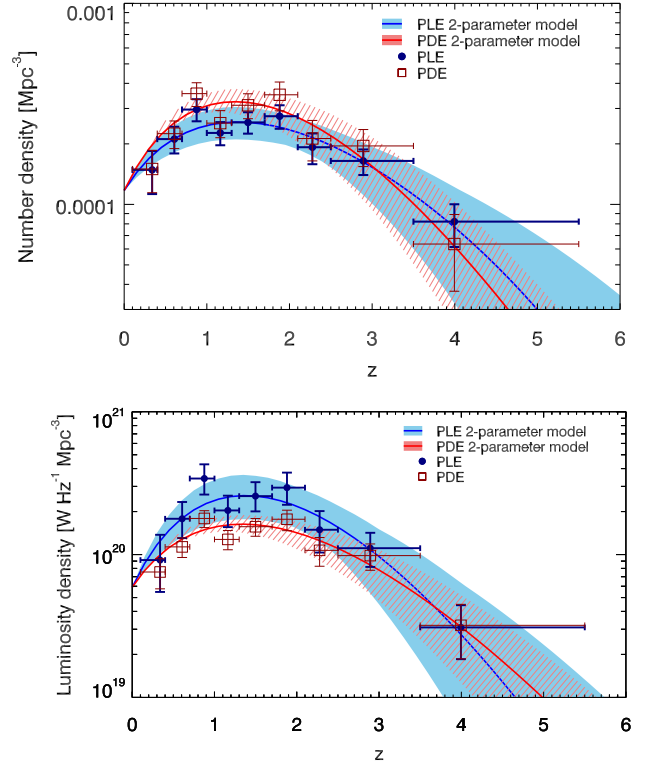 0.001
PLE 2-parameter model
PDE 2-parameter model
PLE
PDE
Number density [Mpc⁻³]
0.0001
0 1 2 3 4 5 6
z
10²¹
PLE 2-parameter model
PDE 2-parameter model
PLE
PDE
Luminosity density [W Hz⁻¹ Mpc⁻³]
10²⁰
10¹⁹
0 1 2 3 4 5 6
z